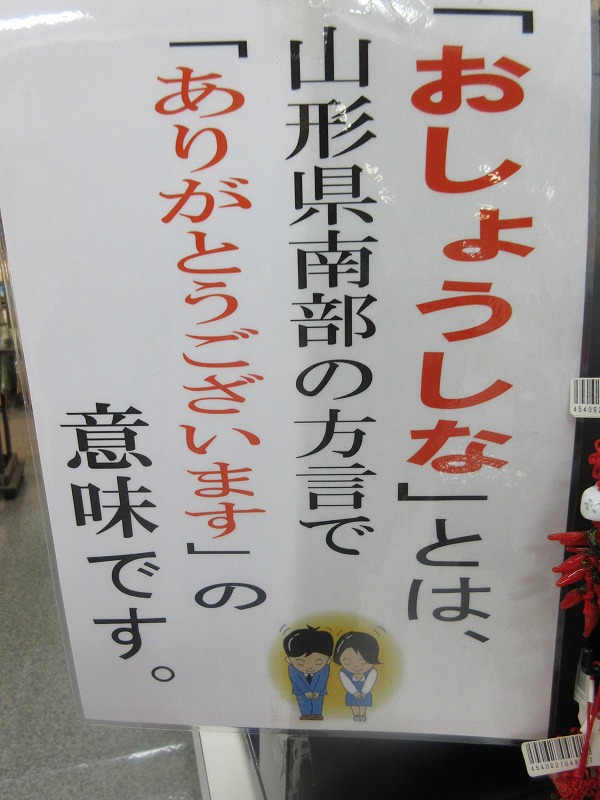 「おしょうしな」とは、
山形県南部の方言で
「ありがとうございます」の
意味です。